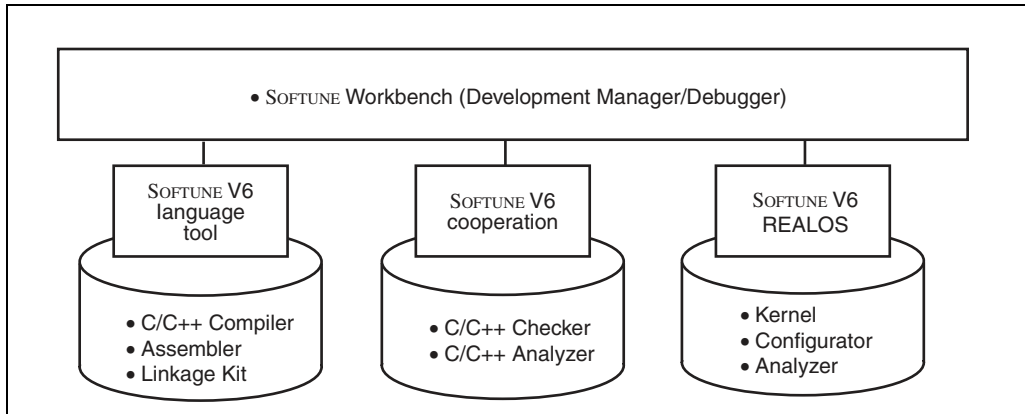 • SOFTUNE Workbench (Development Manager/Debugger)
SOFTUNE V6
language
tool
• C/C++ Compiler
• Assembler
• Linkage Kit
SOFTUNE V6
cooperation
• C/C++ Checker
• C/C++ Analyzer
SOFTUNE V6
REALOS
• Kernel
• Configurator
• Analyzer